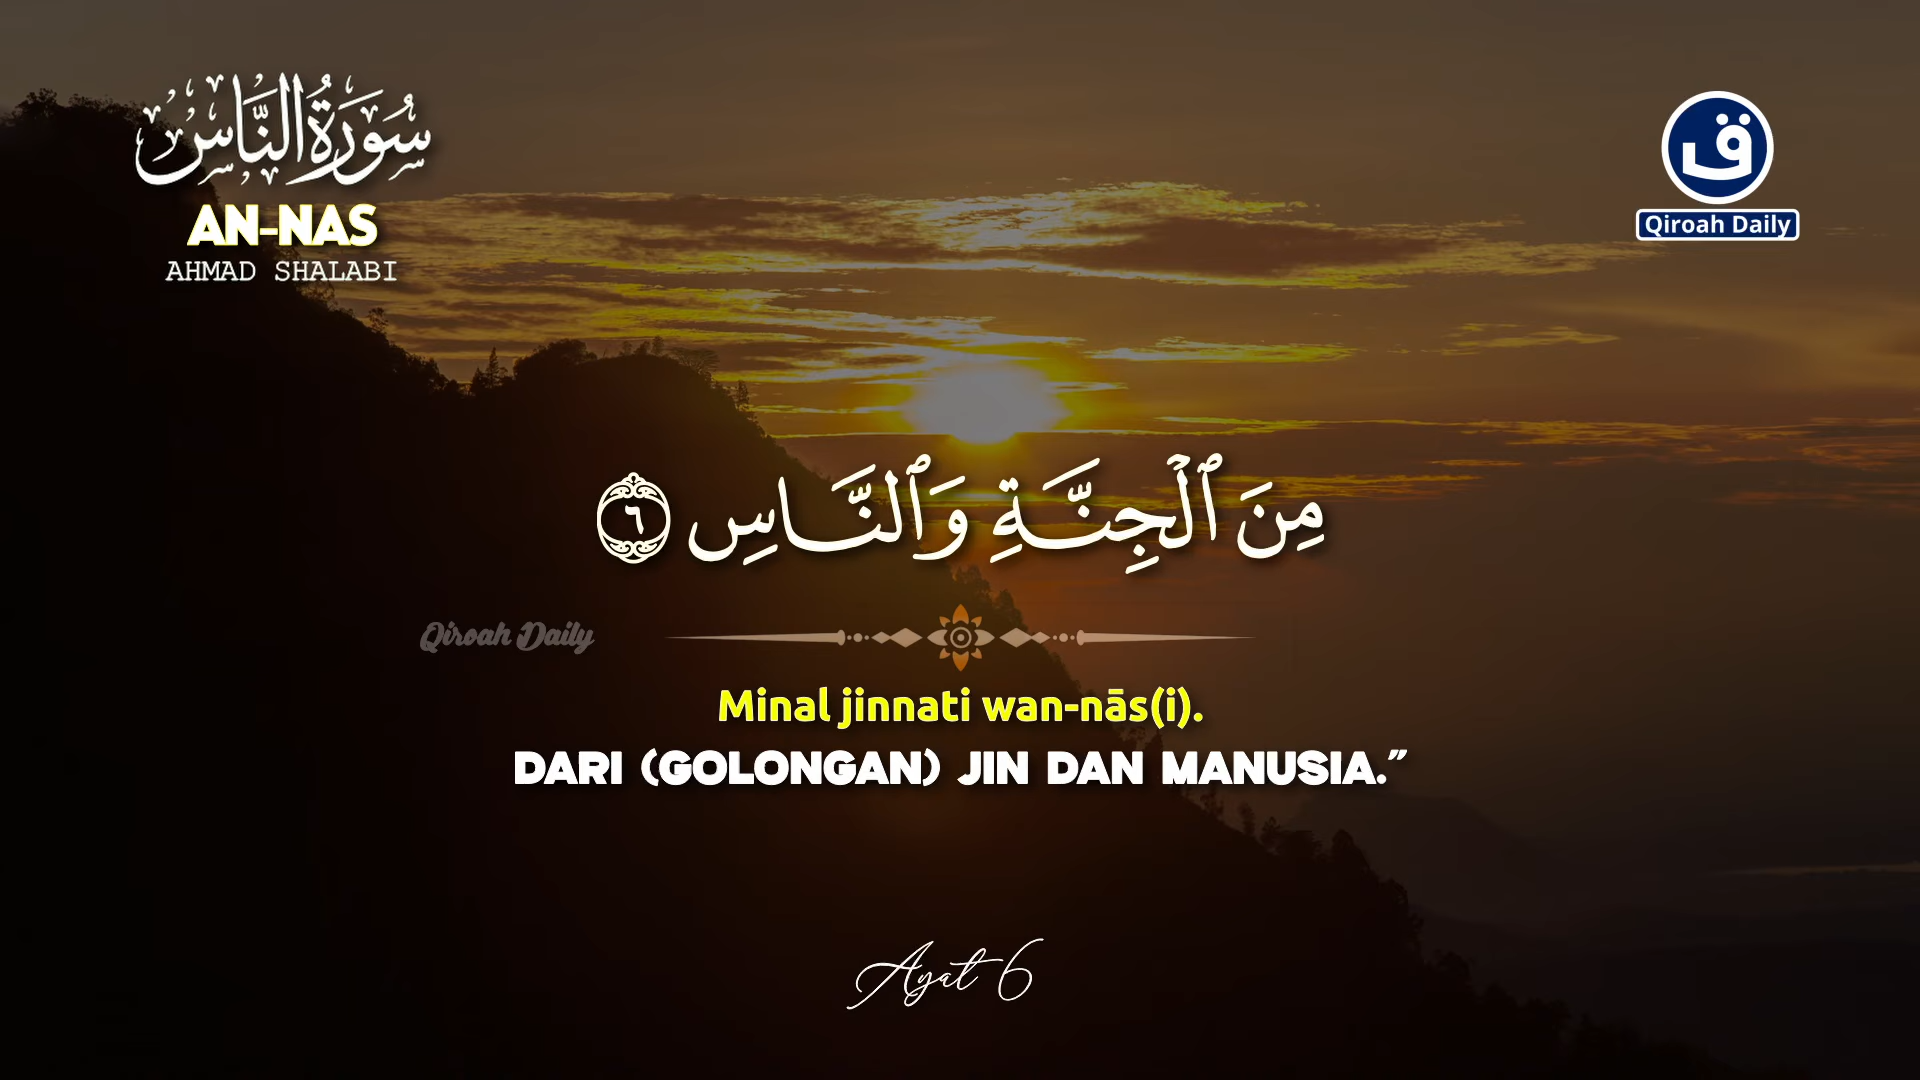 سُورَةُ النَّاسِ
AN-NAS
AHMAD SHALABI
ق
Qiroah Daily
مِنَ ٱلْجِنَّةِ وَٱلنَّاسِ ٦
Qiroah Daily
Minal jinnati wan-nās(i).
DARI (GOLONGAN) JIN DAN MANUSIA.”
Ayat 6